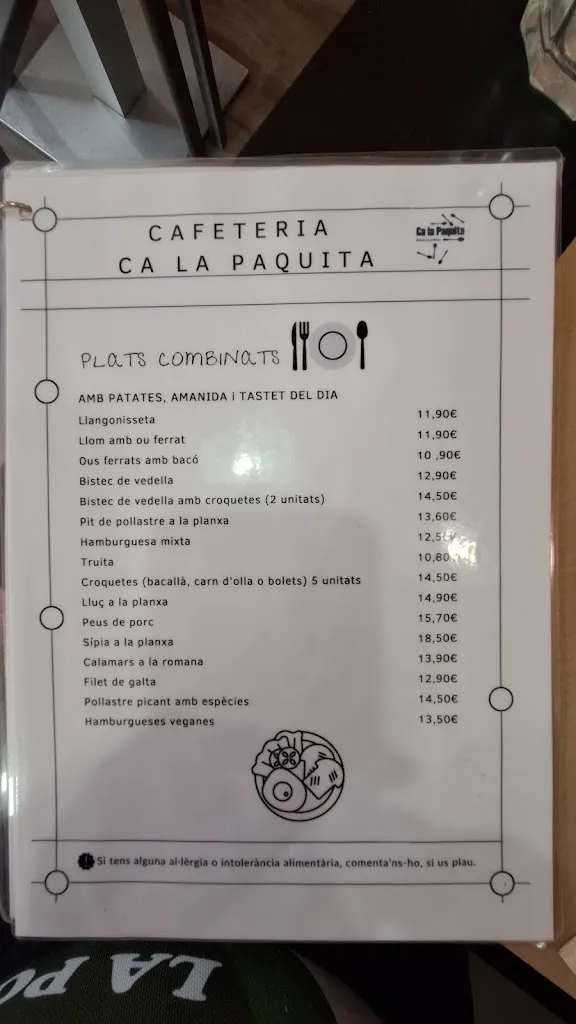 CAFETERIA
CA LA PAQUITA
Ca la Paquita
PLATS COMBINATS
AMB PATATES, AMANIDA i TASTET DEL DIA
Llangonisseta 11,90€
Llom amb ou ferrat 11,90€
Ous ferrats amb bacó 10 ,90€
Bistec de vedella 12,90€
Bistec de vedella amb croquetes (2 unitats) 14,50€
Pit de pollastre a la planxa 13,60€
Hamburguesa mixta
Truita 10,80
Croquetes (bacallà, carn d'olla o bolets) 5 unitats 14,50€
Lluç a la planxa 14,90€
Peus de porc 15,70€
Sípia a la planxa 18,50€
Calamars a la romana 13,90€
Filet de galta 12,90€
Pollastre picant amb espècies 14,50€
Hamburgueses veganes 13,50€
Si tens alguna al·lèrgia o intolerància alimentària, comenta'ns-ho, si us plau.
LA PO